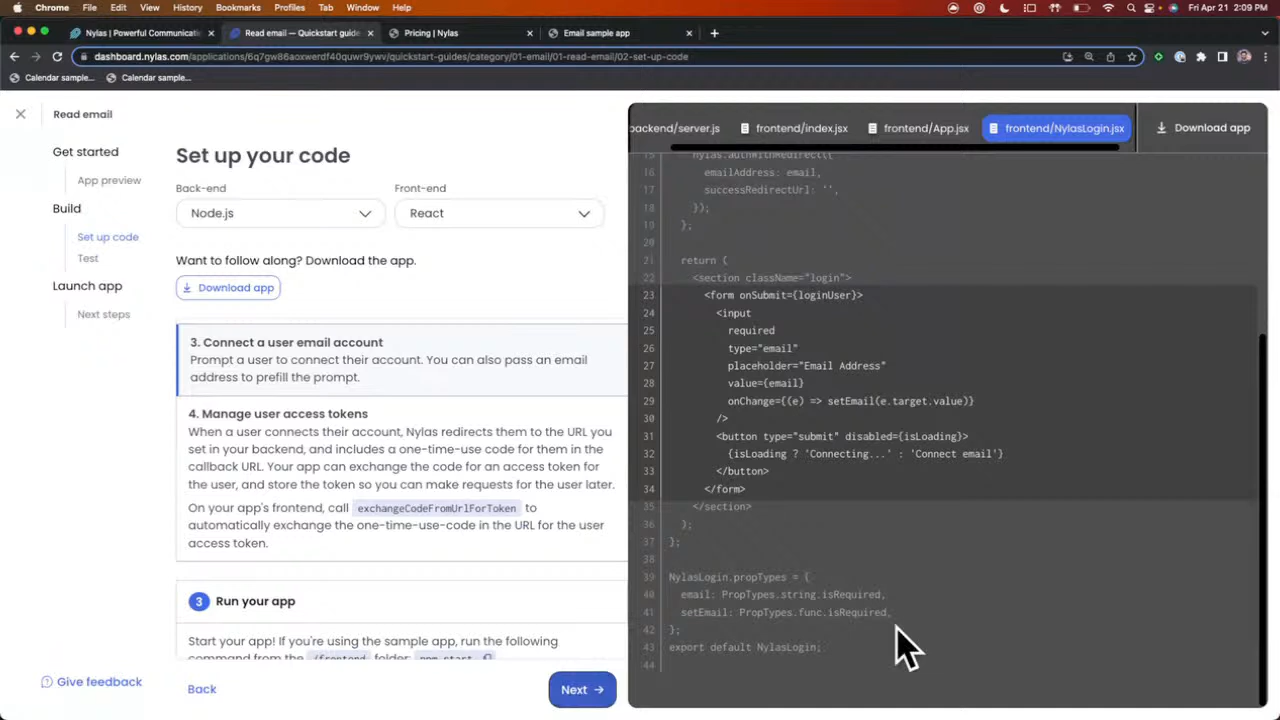 Chrome File Edit View History Bookmarks Profiles Tab Window Help Fri Apr 21 2:09 PM
Nylas | Powerful Communicati Read email — Quickstart guide Pricing | Nylas Email sample app
dashboard.nylas.com/applications/6q7gw86aoxwerdf40quwr9ywv/quickstart-guides/category/01-email/01-read-email/02-set-up-code
Calendar sample... Calendar sample...
Read email
Get started
App preview
Build
Set up code
Test
Launch app
Next steps
Give feedback
Set up your code
Back-end Front-end
Node.js React
Want to follow along? Download the app.
Download app
3. Connect a user email account
Prompt a user to connect their account. You can also pass an email
address to prefill the prompt.
4. Manage user access tokens
When a user connects their account, Nylas redirects them to the URL you
set in your backend, and includes a one-time-use code for them in the
callback URL. Your app can exchange the code for an access token for
the user, and store the token so you can make requests for the user later.
On your app's frontend, call exchangeCodeFromUrlForToken to
automatically exchange the one-time-use-code in the URL for the user
access token.
3 Run your app
Start your app! If you're using the sample app, run the following
command from the /frontend folder: npm start
Back Next →
backend/server.js frontend/index.jsx frontend/App.jsx frontend/NylasLogin.jsx Download app
15 nylas.authWithRedirect({
16 emailAddress: email,
17 successRedirectUrl: '',
18 });
19 };
20
21 return (
22 <section className="login">
23 <form onSubmit={loginUser}>
24 <input
25 required
26 type="email"
27 placeholder="Email Address"
28 value={email}
29 onChange={(e) => setEmail(e.target.value)}
30 />
31 <button type="submit" disabled={isLoading}>
32 {isLoading ? 'Connecting...' : 'Connect email'}
33 </button>
34 </form>
35 </section>
36 );
37 };
38
39 NylasLogin.propTypes = {
40 email: PropTypes.string.isRequired,
41 setEmail: PropTypes.func.isRequired,
42 };
43 export default NylasLogin;
44